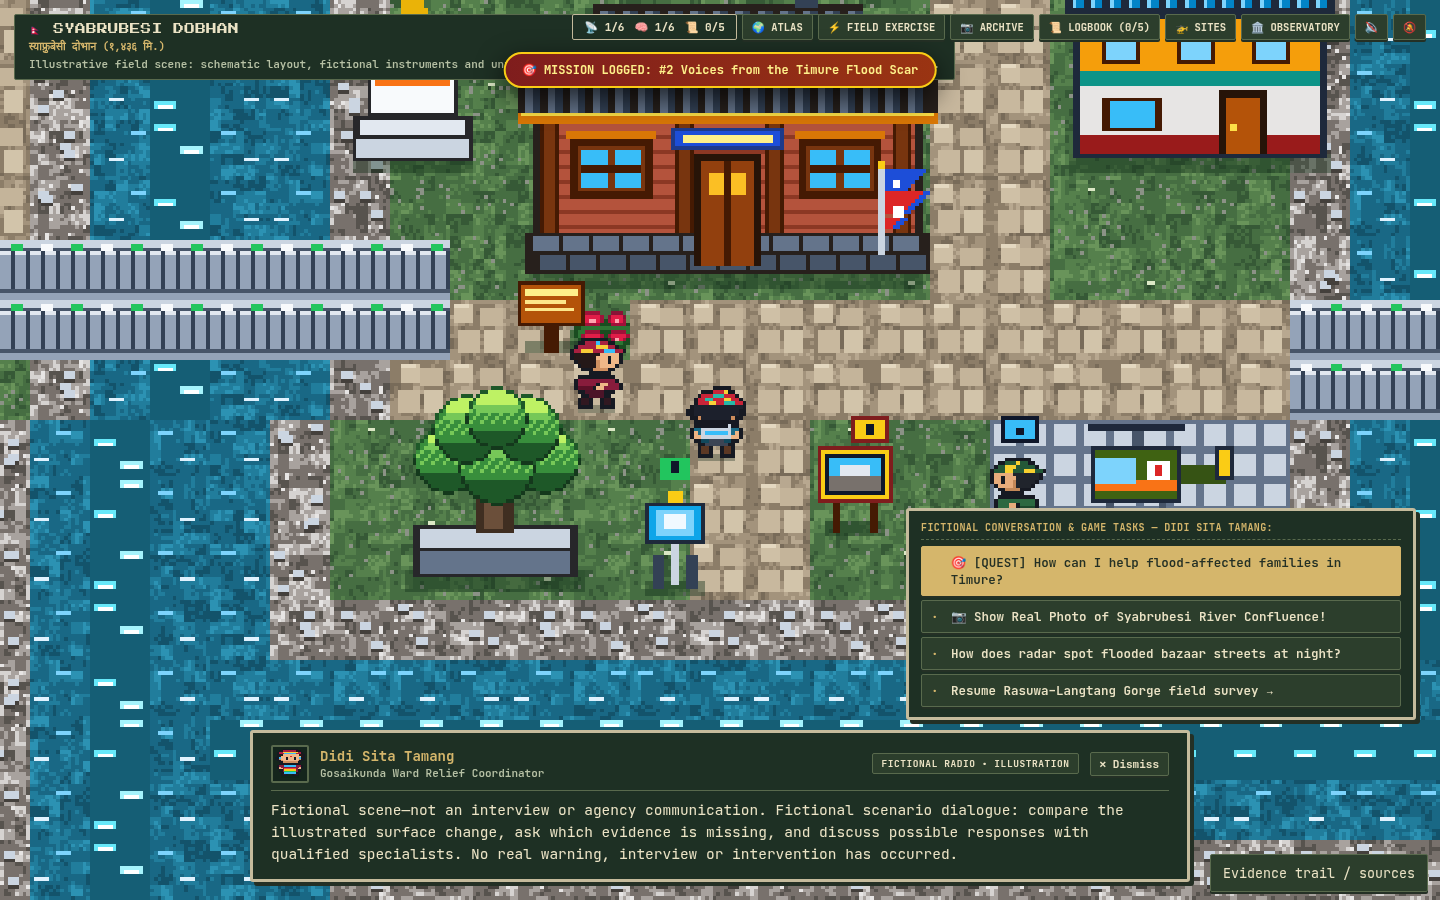 SYABRUBESI DOBHAN
स्याफ्रुबेसी दोभान (१,४३६ मि.)
Illustrative field scene: schematic layout, fictional instruments and un
1/6 1/6 0/5
ATLAS
FIELD EXERCISE
ARCHIVE
LOGBOOK (0/5)
SITES
OBSERVATORY
MISSION LOGGED: #2 Voices from the Timure Flood Scar
FICTIONAL CONVERSATION & GAME TASKS — DIDI SITA TAMANG:
[QUEST] How can I help flood-affected families in
Timure?
Show Real Photo of Syabrubesi River Confluence!
How does radar spot flooded bazaar streets at night?
Resume Rasuwa-Langtang Gorge field survey →
Didi Sita Tamang
Gosaikunda Ward Relief Coordinator
FICTIONAL RADIO • ILLUSTRATION
× Dismiss
Fictional scene—not an interview or agency communication. Fictional scenario dialogue: compare the
illustrated surface change, ask which evidence is missing, and discuss possible responses with
qualified specialists. No real warning, interview or intervention has occurred.
Evidence trail / sources